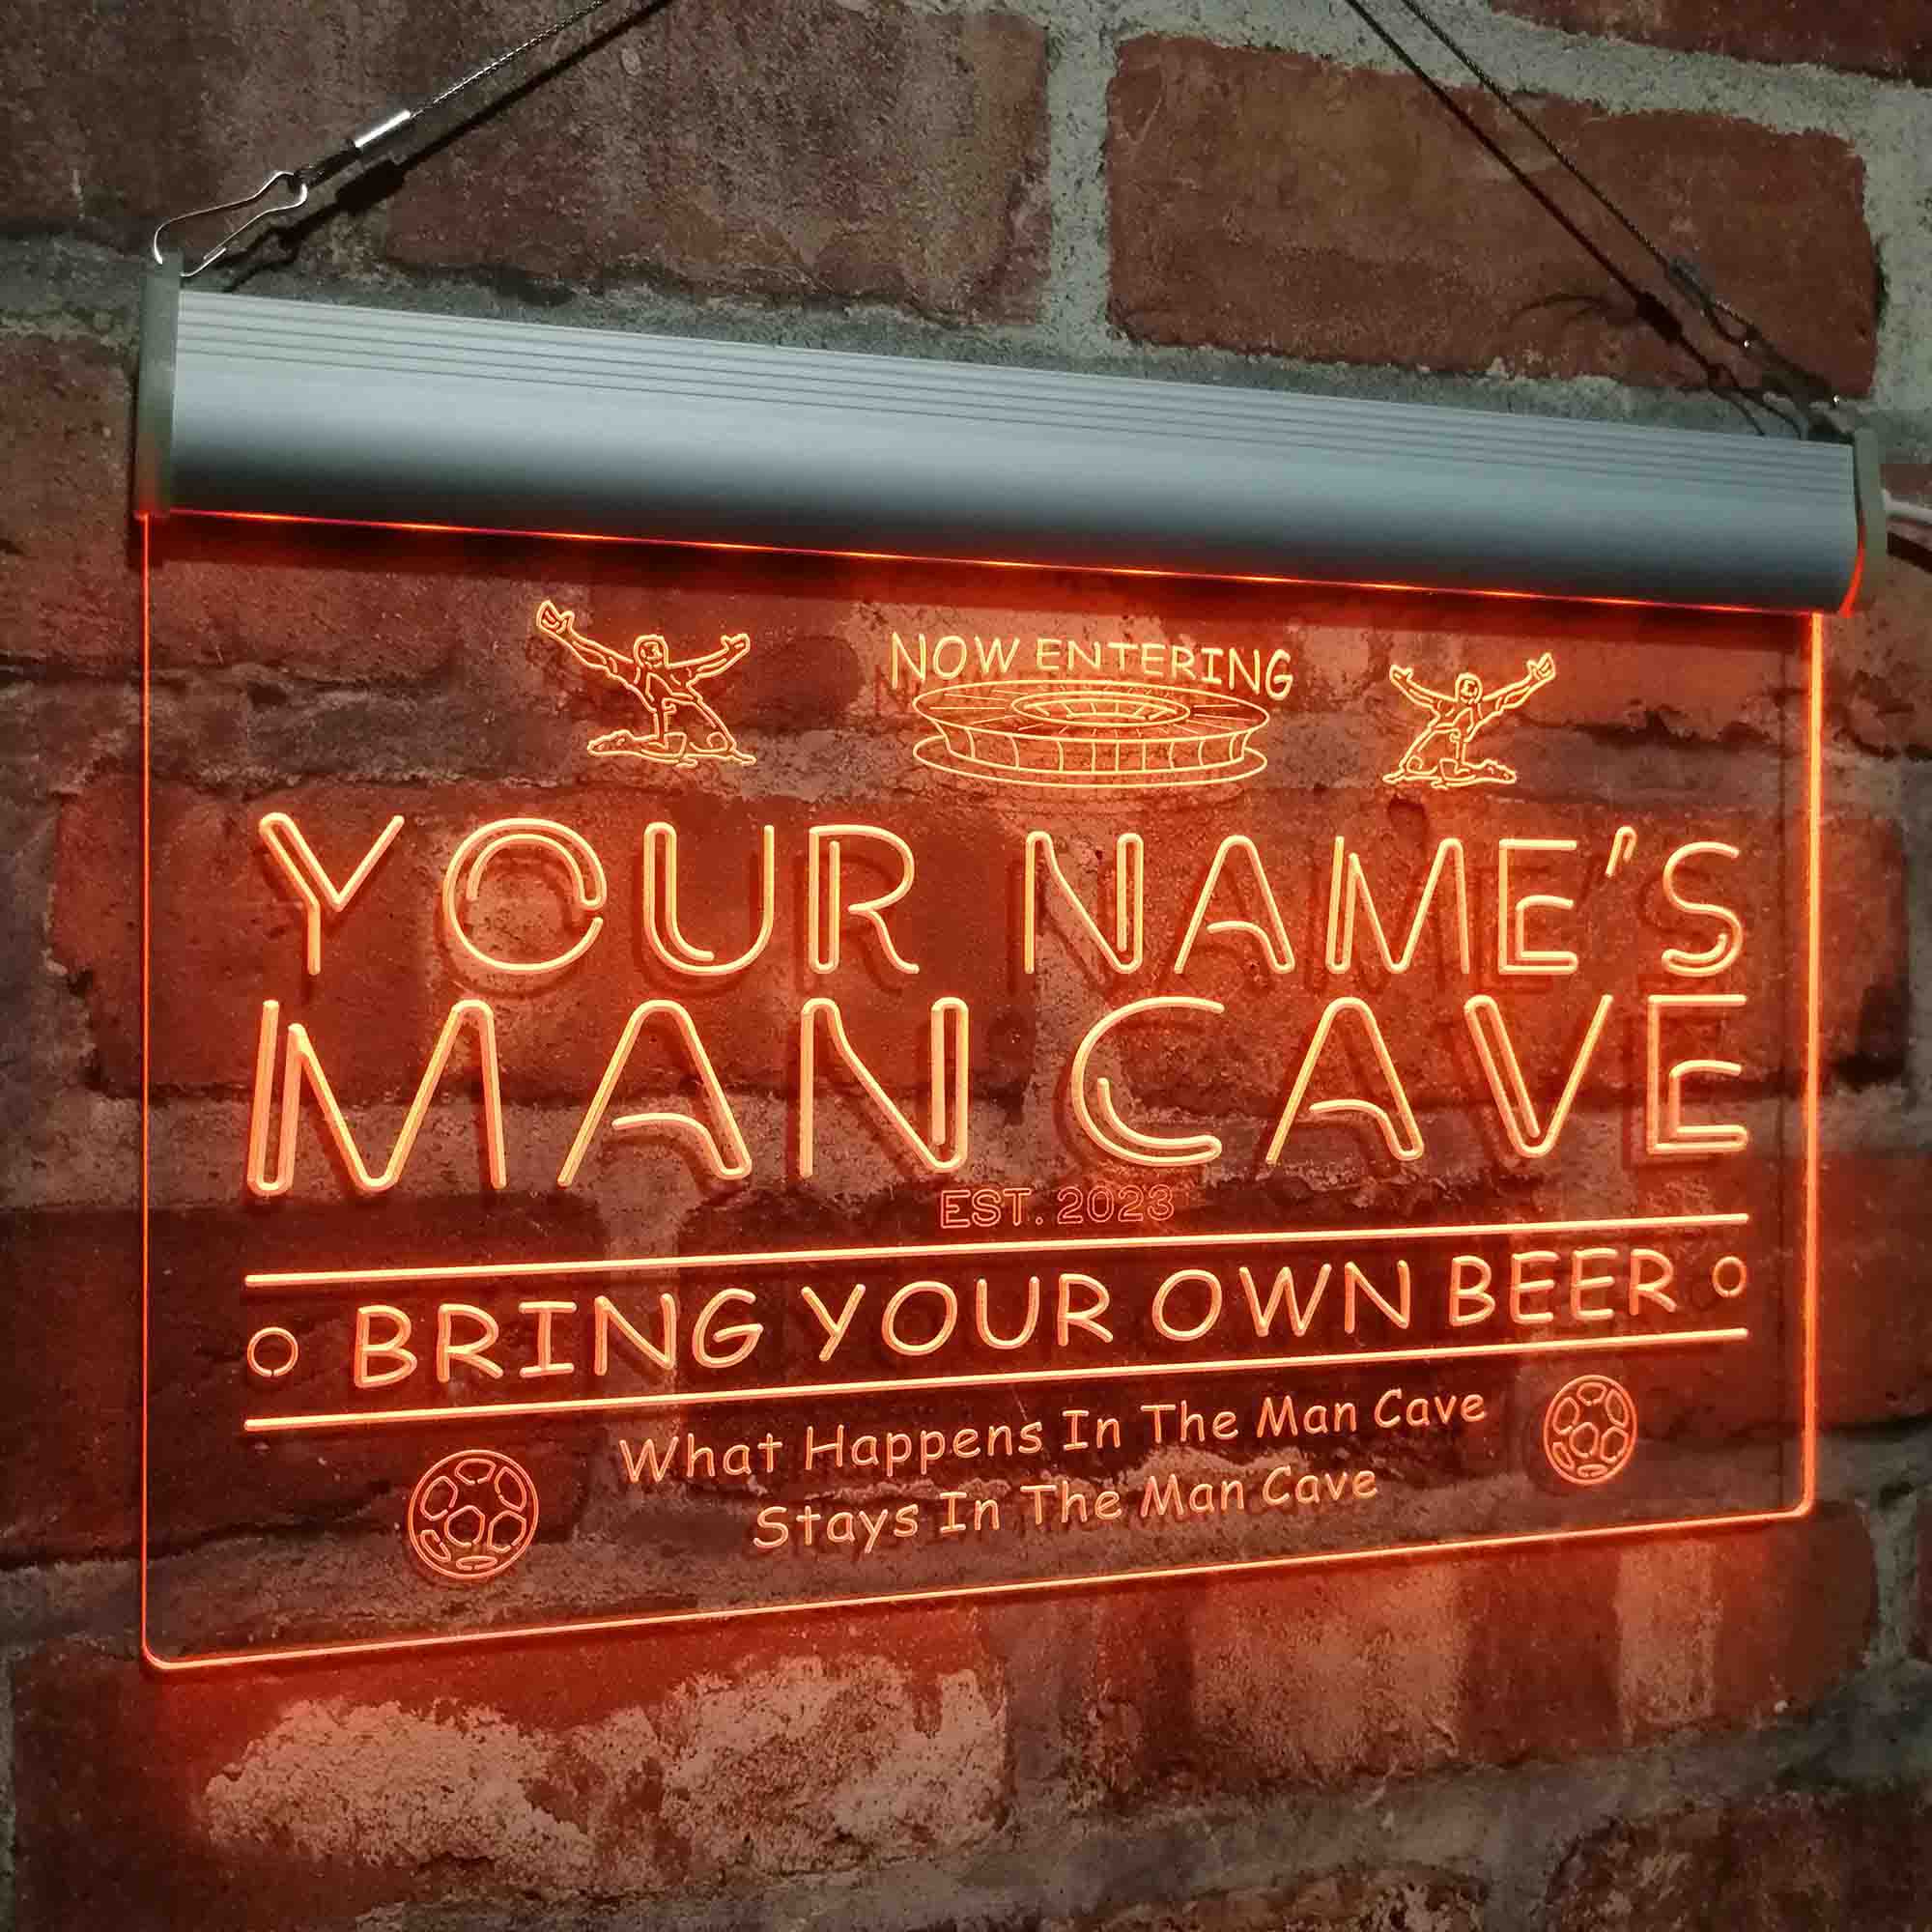 NOW ENTERING
YOUR NAME'S
MAN CAVE
EST. 2023
BRING YOUR OWN BEER
What Happens In The Man Cave
Stays In The Man Cave